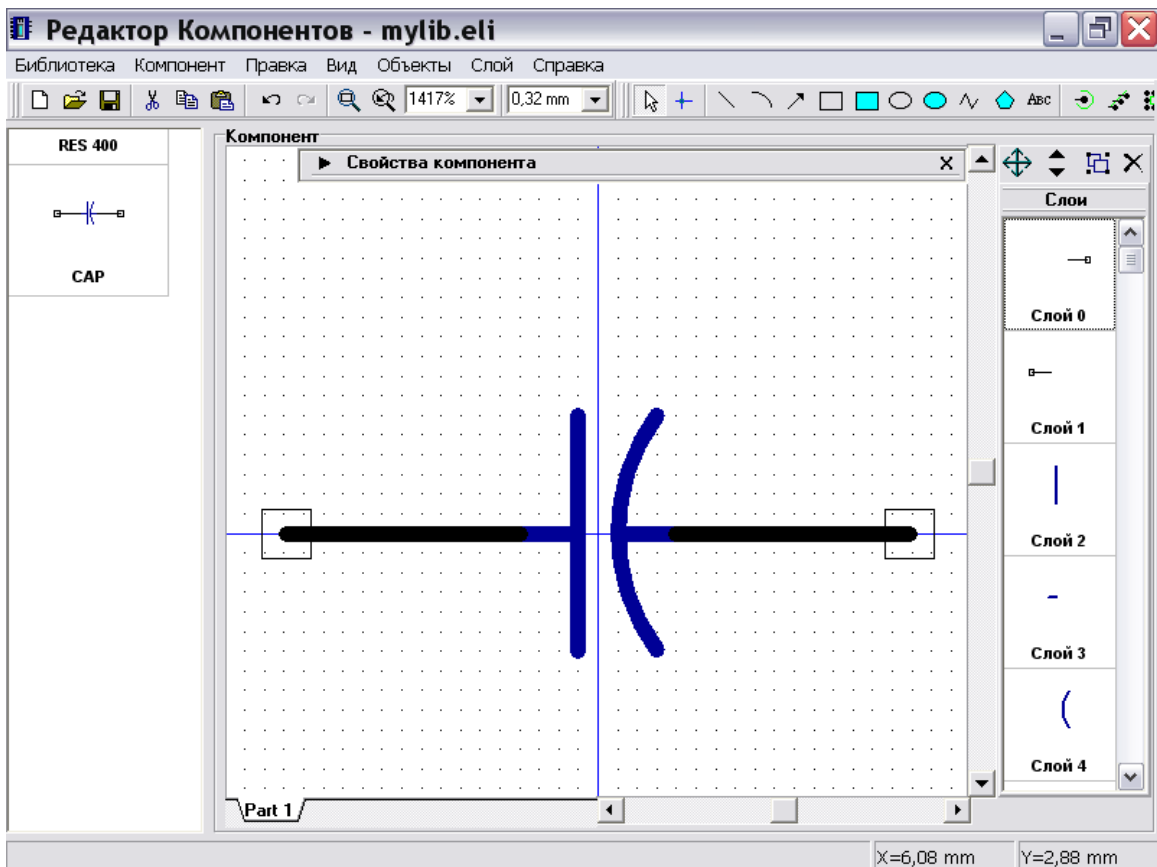 Редактор Компонентов - mylib.eli
Библиотека Компонент Правка Вид Объекты Слой Справка
1417% 0,32 mm ABC
RES 400
CAP
Компонент
Свойства компонента
Слои
Слой 0
Слой 1
Слой 2
Слой 3
Слой 4
Part 1
X=6,08 mm Y=2,88 mm